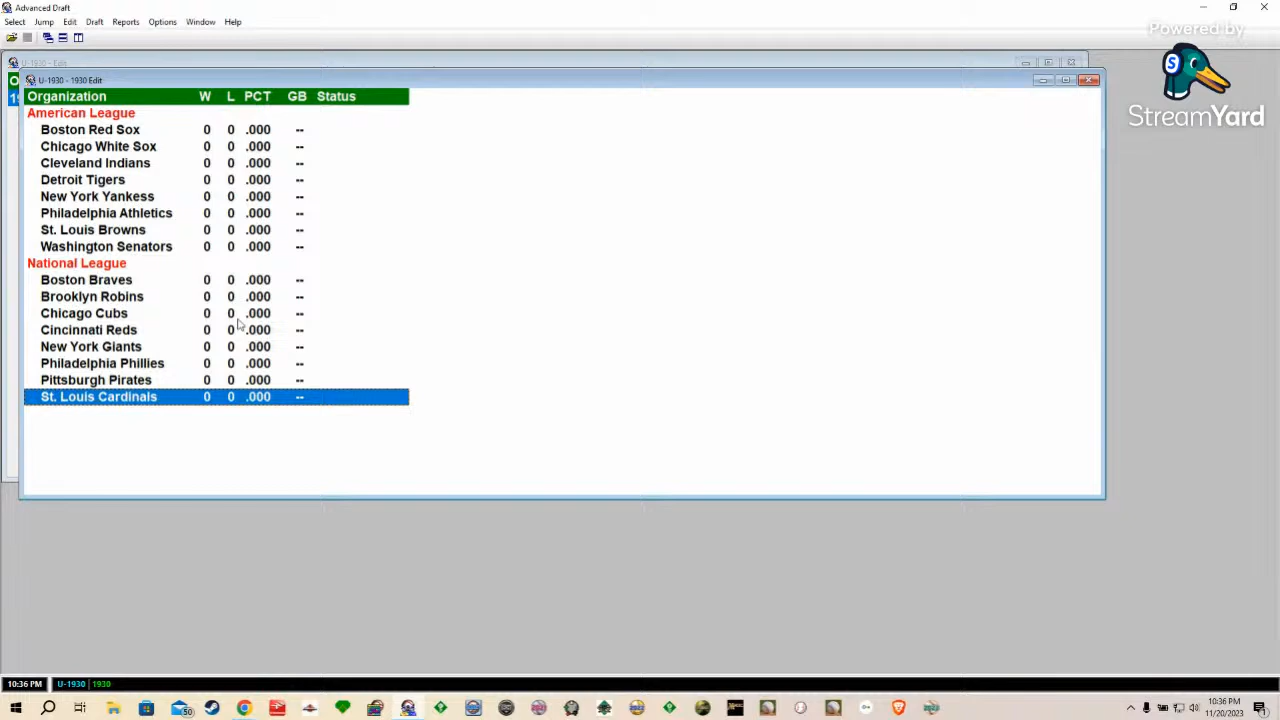 Advanced Draft
Select Jump Edit Draft Reports Options Window Help
Powered by
StreamYard
U-1930 - Edit
U-1930 - 1930 Edit
Organization W L PCT GB Status
American League
Boston Red Sox 0 0 .000 --
Chicago White Sox 0 0 .000 --
Cleveland Indians 0 0 .000 --
Detroit Tigers 0 0 .000 --
New York Yankess 0 0 .000 --
Philadelphia Athletics 0 0 .000 --
St. Louis Browns 0 0 .000 --
Washington Senators 0 0 .000 --
National League
Boston Braves 0 0 .000 --
Brooklyn Robins 0 0 .000 --
Chicago Cubs 0 0 .000 --
Cincinnati Reds 0 0 .000 --
New York Giants 0 0 .000 --
Philadelphia Phillies 0 0 .000 --
Pittsburgh Pirates 0 0 .000 --
St. Louis Cardinals 0 0 .000 --
10:36 PM U-1930 1930
50
10:36 PM
11/20/2023